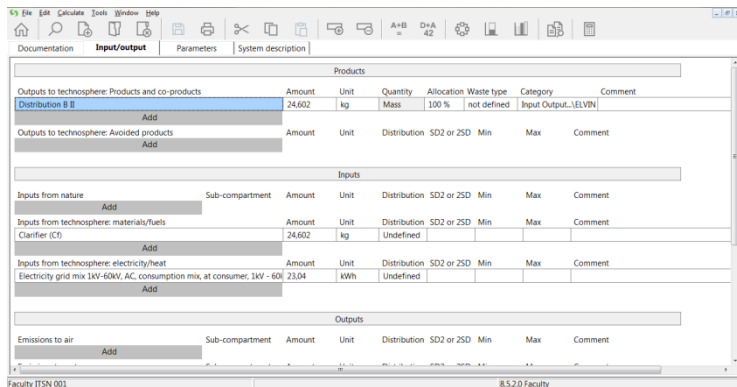 File Edit Calculate Tools Window Help
A+B = D+A 42
Documentation Input/output Parameters System description
Products
Outputs to technosphere: Products and co-products Amount Unit Quantity Allocation Waste type Category Comment
Distribution B II 24,602 kg Mass 100 % not defined Input Output...\ELVIN
Add
Outputs to technosphere: Avoided products Amount Unit Distribution SD2 or 2SD Min Max Comment
Add
Inputs
Inputs from nature Sub-compartment Amount Unit Distribution SD2 or 2SD Min Max Comment
Add
Inputs from technosphere: materials/fuels Amount Unit Distribution SD2 or 2SD Min Max Comment
Clarifier (Cf) 24,602 kg Undefined
Add
Inputs from technosphere: electricity/heat Amount Unit Distribution SD2 or 2SD Min Max Comment
Electricity grid mix 1kV-60kV, AC, consumption mix, at consumer, 1kV - 60 23,04 kWh Undefined
Add
Outputs
Emissions to air Sub-compartment Amount Unit Distribution SD2 or 2SD Min Max Comment
Add
Faculty ITSN 001 8.5.2.0 Faculty